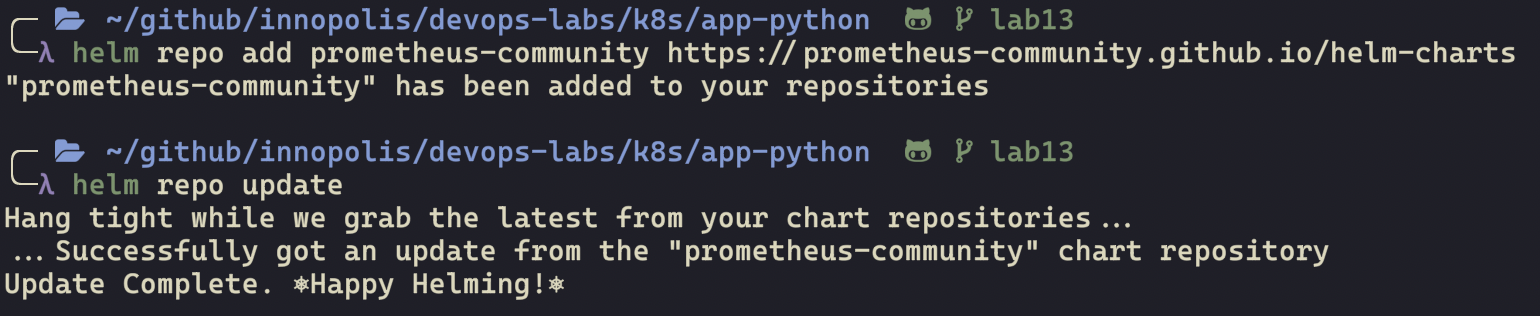 ~/github/innopolis/devops-labs/k8s/app-python lab13
λ helm repo add prometheus-community https://prometheus-community.github.io/helm-charts
"prometheus-community" has been added to your repositories
~/github/innopolis/devops-labs/k8s/app-python lab13
λ helm repo update
Hang tight while we grab the latest from your chart repositories...
...Successfully got an update from the "prometheus-community" chart repository
Update Complete. ⎈Happy Helming!⎈